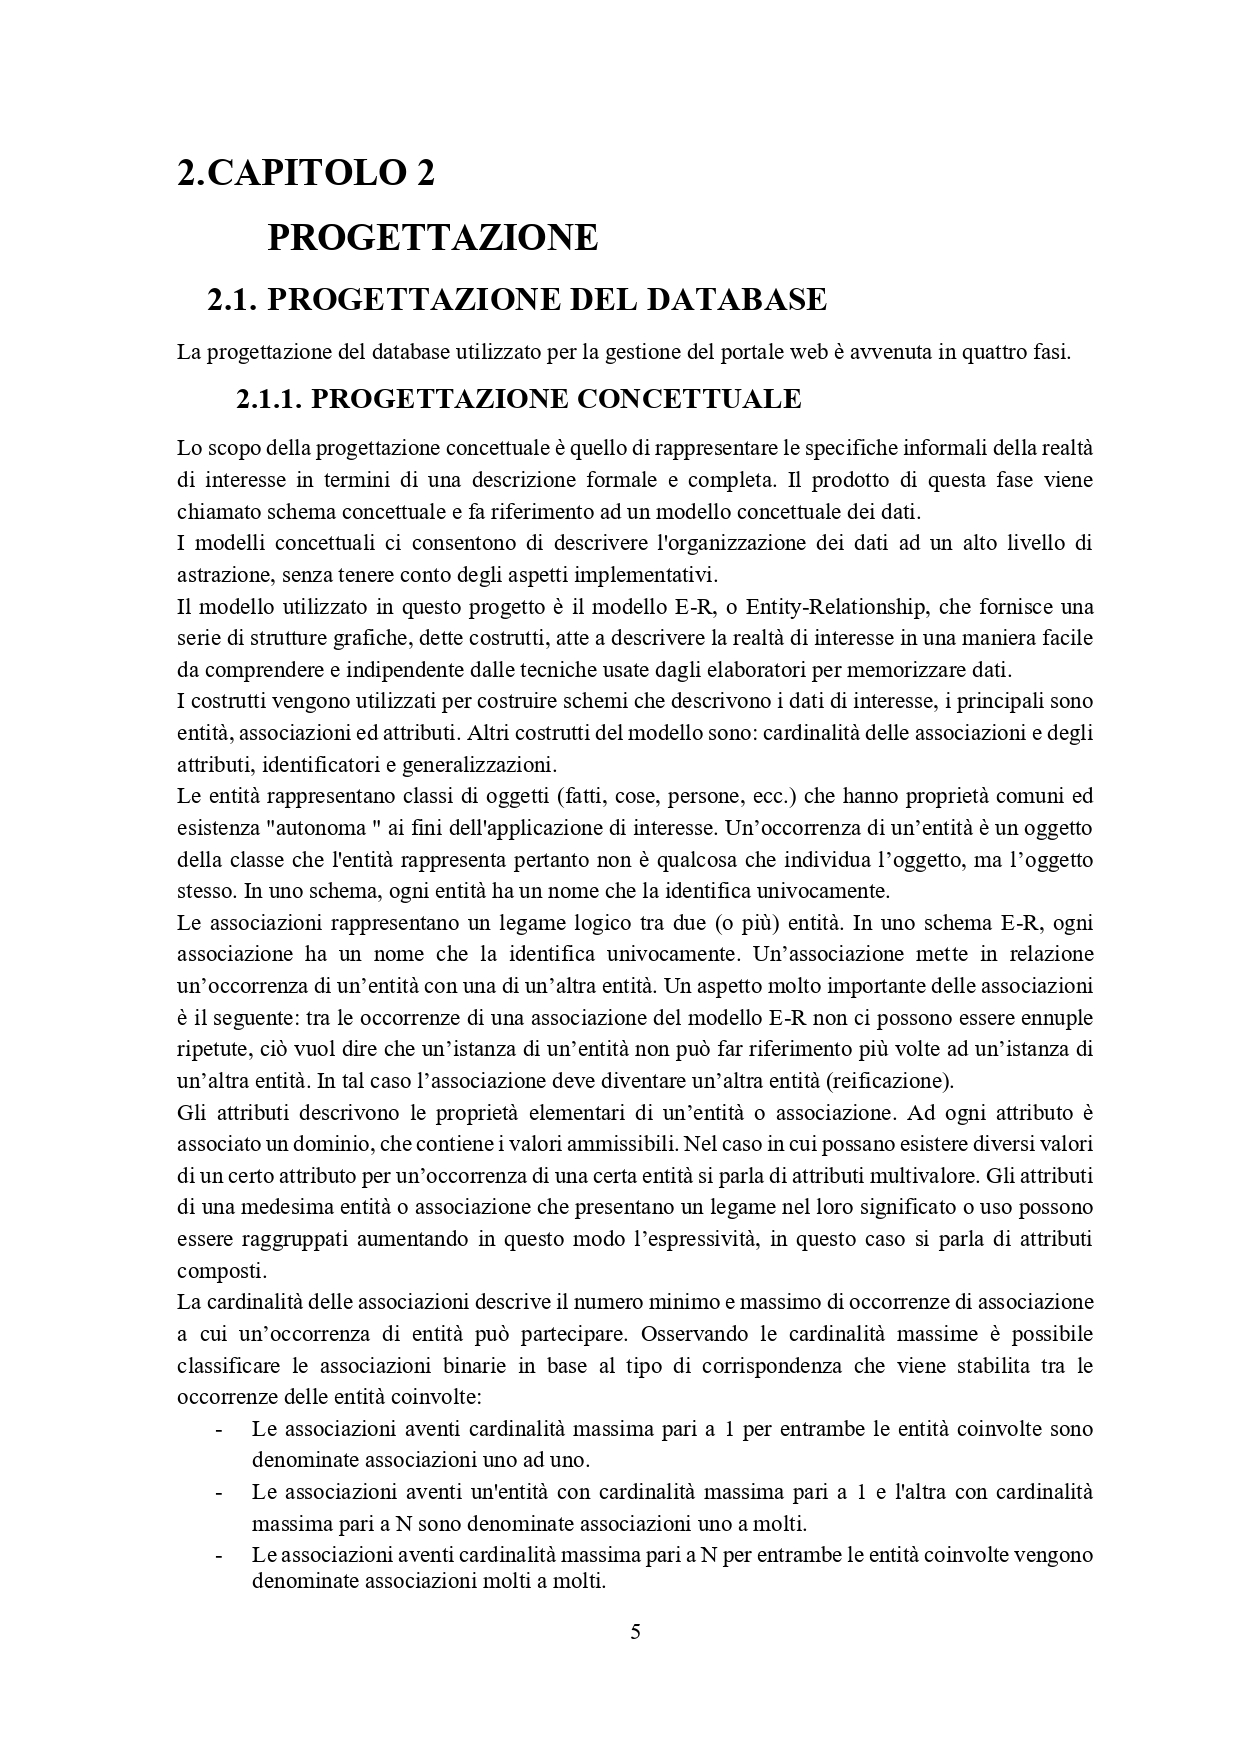 2.CAPITOLO 2
PROGETTAZIONE
2.1. PROGETTAZIONE DEL DATABASE
La progettazione del database utilizzato per la gestione del portale web è avvenuta in quattro fasi.
2.1.1. PROGETTAZIONE CONCETTUALE
Lo scopo della progettazione concettuale è quello di rappresentare le specifiche informali della realtà
di interesse in termini di una descrizione formale e completa. Il prodotto di questa fase viene
chiamato schema concettuale e fa riferimento ad un modello concettuale dei dati.
I modelli concettuali ci consentono di descrivere l'organizzazione dei dati ad un alto livello di
astrazione, senza tenere conto degli aspetti implementativi.
Il modello utilizzato in questo progetto è il modello E-R, o Entity-Relationship, che fornisce una
serie di strutture grafiche, dette costrutti, atte a descrivere la realtà di interesse in una maniera facile
da comprendere e indipendente dalle tecniche usate dagli elaboratori per memorizzare dati.
I costrutti vengono utilizzati per costruire schemi che descrivono i dati di interesse, i principali sono
entità, associazioni ed attributi. Altri costrutti del modello sono: cardinalità delle associazioni e degli
attributi, identificatori e generalizzazioni.
Le entità rappresentano classi di oggetti (fatti, cose, persone, ecc.) che hanno proprietà comuni ed
esistenza "autonoma " ai fini dell'applicazione di interesse. Un’occorrenza di un’entità è un oggetto
della classe che l'entità rappresenta pertanto non è qualcosa che individua l’oggetto, ma l’oggetto
stesso. In uno schema, ogni entità ha un nome che la identifica univocamente.
Le associazioni rappresentano un legame logico tra due (o più) entità. In uno schema E-R, ogni
associazione ha un nome che la identifica univocamente. Un’associazione mette in relazione
un’occorrenza di un’entità con una di un’altra entità. Un aspetto molto importante delle associazioni
è il seguente: tra le occorrenze di una associazione del modello E-R non ci possono essere ennuple
ripetute, ciò vuol dire che un’istanza di un’entità non può far riferimento più volte ad un’istanza di
un’altra entità. In tal caso l’associazione deve diventare un’altra entità (reificazione).
Gli attributi descrivono le proprietà elementari di un’entità o associazione. Ad ogni attributo è
associato un dominio, che contiene i valori ammissibili. Nel caso in cui possano esistere diversi valori
di un certo attributo per un’occorrenza di una certa entità si parla di attributi multivalore. Gli attributi
di una medesima entità o associazione che presentano un legame nel loro significato o uso possono
essere raggruppati aumentando in questo modo l’espressività, in questo caso si parla di attributi
composti.
La cardinalità delle associazioni descrive il numero minimo e massimo di occorrenze di associazione
a cui un’occorrenza di entità può partecipare. Osservando le cardinalità massime è possibile
classificare le associazioni binarie in base al tipo di corrispondenza che viene stabilita tra le
occorrenze delle entità coinvolte:
- Le associazioni aventi cardinalità massima pari a 1 per entrambe le entità coinvolte sono
denominate associazioni uno ad uno.
- Le associazioni aventi un'entità con cardinalità massima pari a 1 e l'altra con cardinalità
massima pari a N sono denominate associazioni uno a molti.
- Le associazioni aventi cardinalità massima pari a N per entrambe le entità coinvolte vengono
denominate associazioni molti a molti.
5